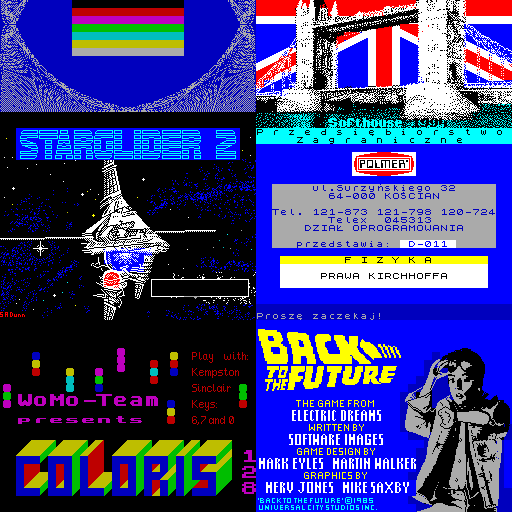 Softhouse
Przedsiębiorstwo
Zagraniczne
POLMER
ul.Surzyńskiego 32
64-000 KOŚCIAN
Tel. 121-873 121-798 120-724
Telex 045313
DZIAŁ OPROGRAMOWANIA
przedstawia: D-011
FIZYKA
PRAWA KIRCHHOFFA
Proszę zaczekaj!
STARGLIDER 2
Play with:
Kempston
Sinclair
Keys:
6,7 and 0
WoMo-Team
presents
COLORIS
128
BACK
TO THE
FUTURE
THE GAME FROM
ELECTRIC DREAMS
WRITTEN BY
SOFTWARE IMAGES
GAME DESIGN BY
MARK EYLES MARTIN WALKER
GRAPHICS BY
MERV JONES MIKE SAXBY
'BACK TO THE FUTURE' © 1985
UNIVERSAL CITY STUDIOS INC.